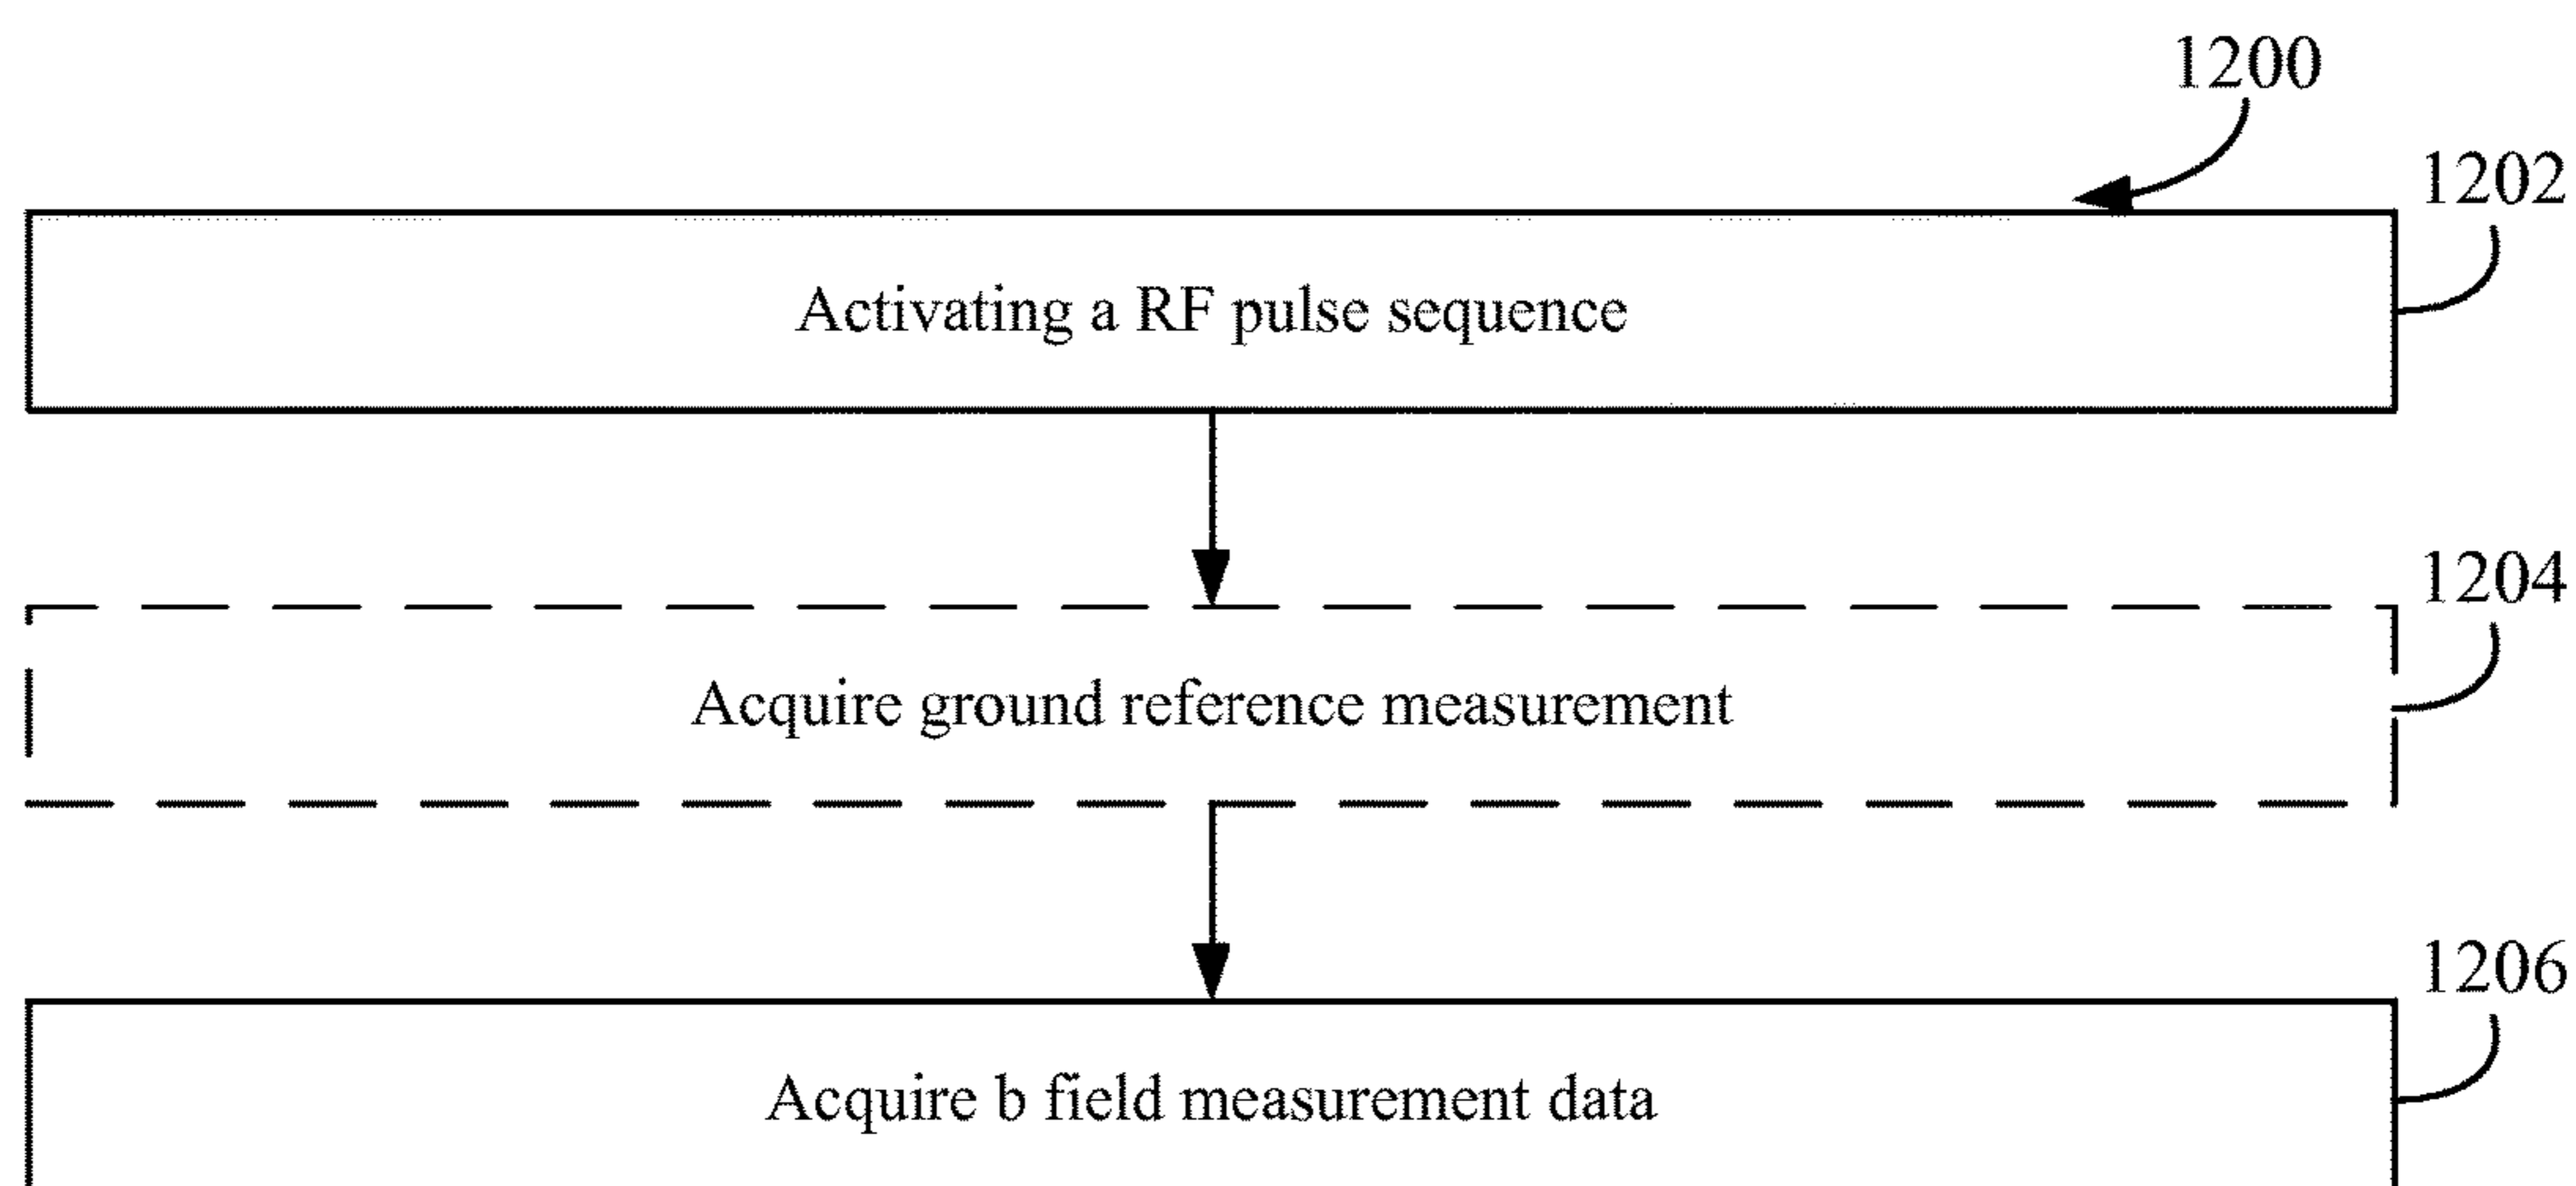 1200
1202
Activating a RF pulse sequence
1204
Acquire ground reference measurement
1206
Acquire b field measurement data